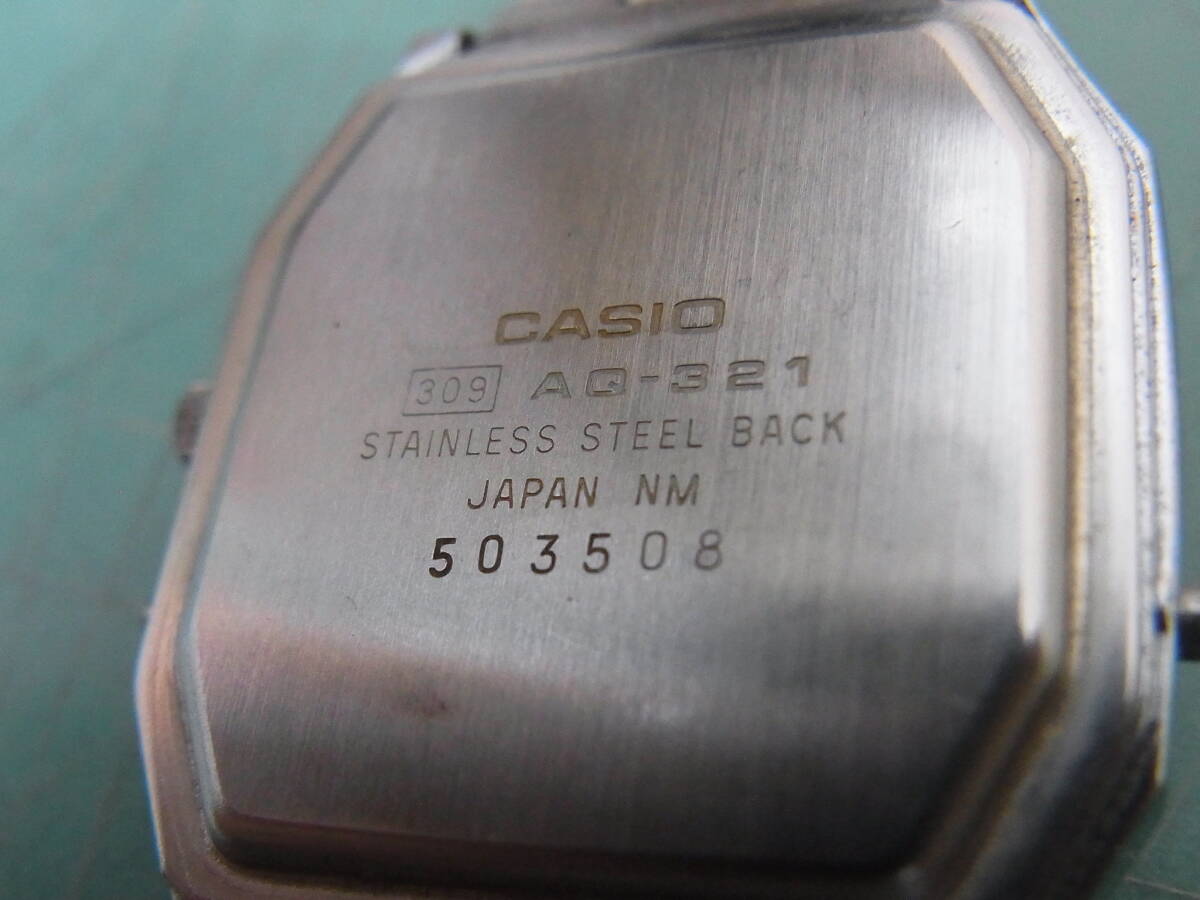 CASIO
309 AQ-321
STAINLESS STEEL BACK
JAPAN NM
503508